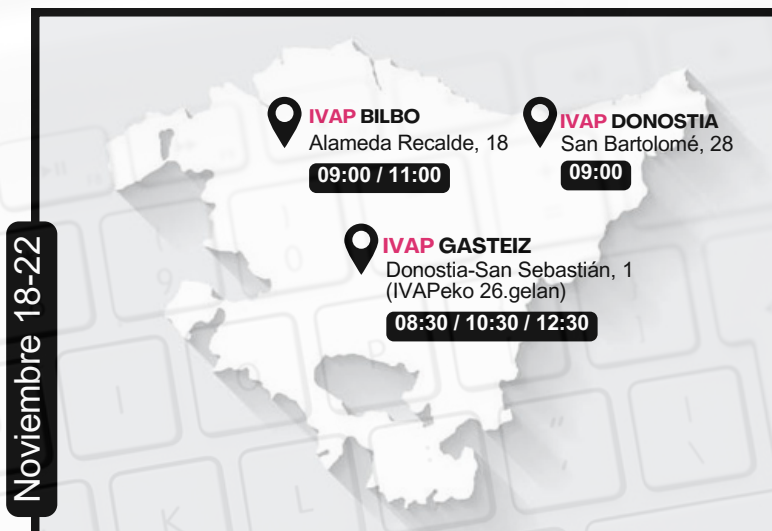 Noviembre 18-22
IVAP BILBO
Alameda Recalde, 18
09:00 / 11:00
IVAP DONOSTIA
San Bartolomé, 28
09:00
IVAP GASTEIZ
Donostia-San Sebastián, 1
(IVAPeko 26.gelan)
08:30 / 10:30 / 12:30